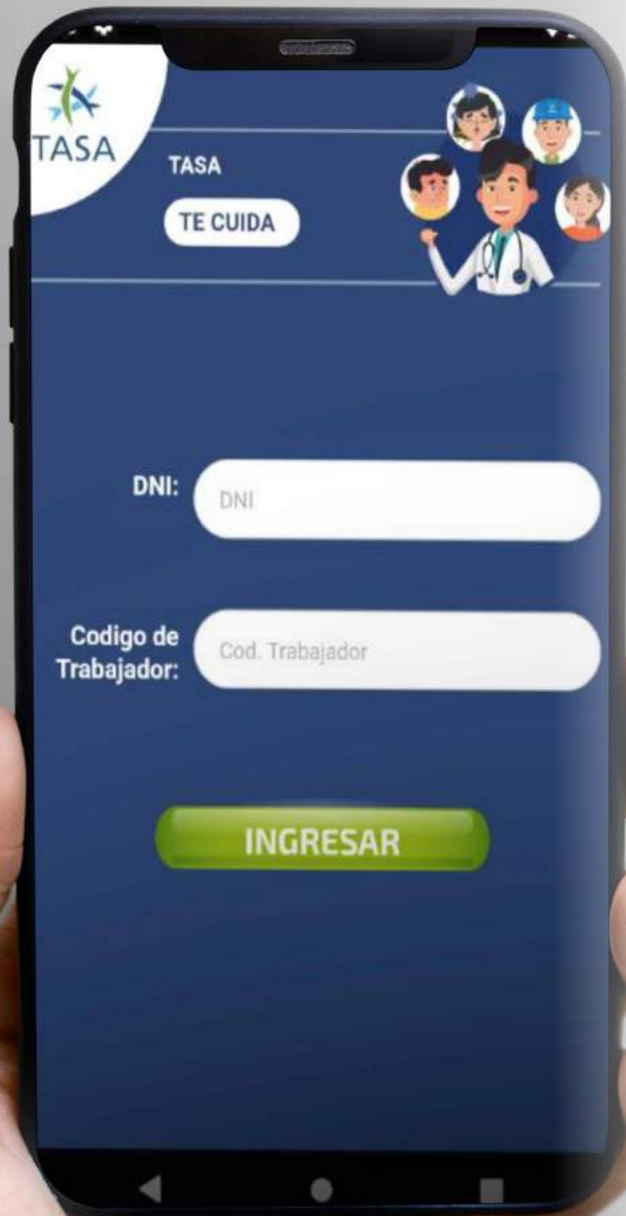 TASA
TASA
TE CUIDA
DNI:
DNI
Codigo de
Trabajador:
Cod. Trabajador
INGRESAR